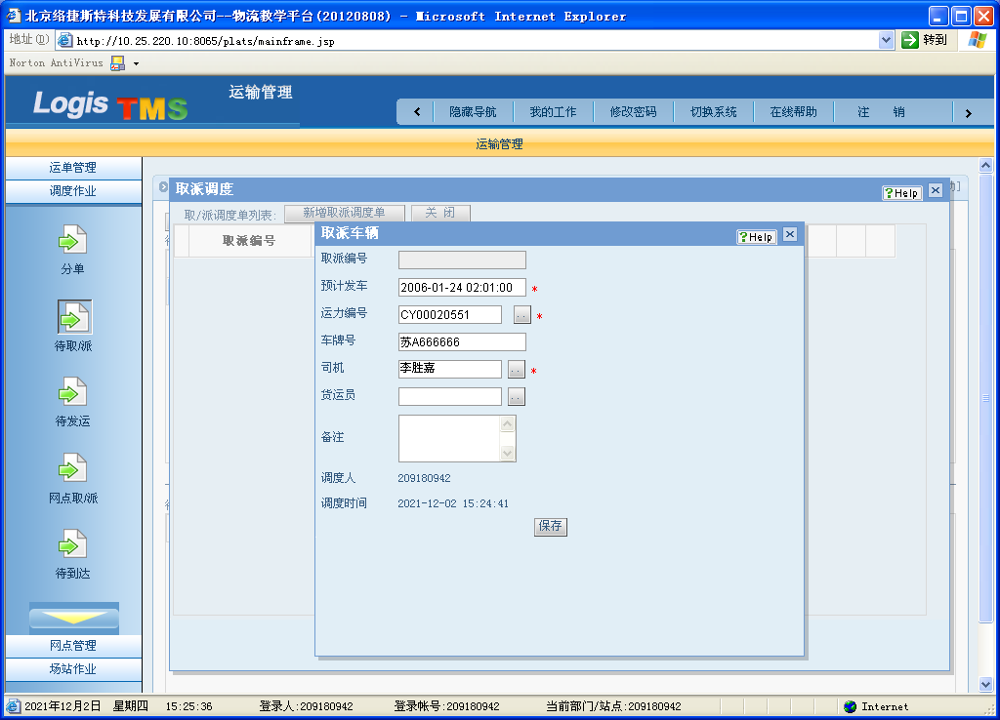 北京络捷斯特科技发展有限公司--物流教学平台(20120808) - Microsoft Internet Explorer
地址(D) http://10.25.220.10:8065/plats/mainframe.jsp 转到
Norton AntiVirus
Logis TMS 运输管理
隐藏导航 我的工作 修改密码 切换系统 在线帮助 注 销
运输管理
运单管理
调度作业
分单
待取/派
待发运
网点取/派
待到达
网点管理
场站作业
取派调度 ?Help
取/派调度单列表: 新增取派调度单 关 闭
取派编号
取派车辆 ?Help
取派编号
预计发车 2006-01-24 02:01:00 *
运力编号 CY00020551 .. *
车牌号 苏A666666
司机 李胜嘉 .. *
货运员 ..
备注
调度人 209180942
调度时间 2021-12-02 15:24:41
保存
2021年12月2日 星期四 15:25:36 登录人:209180942 登录帐号:209180942 当前部门/站点:209180942 Internet